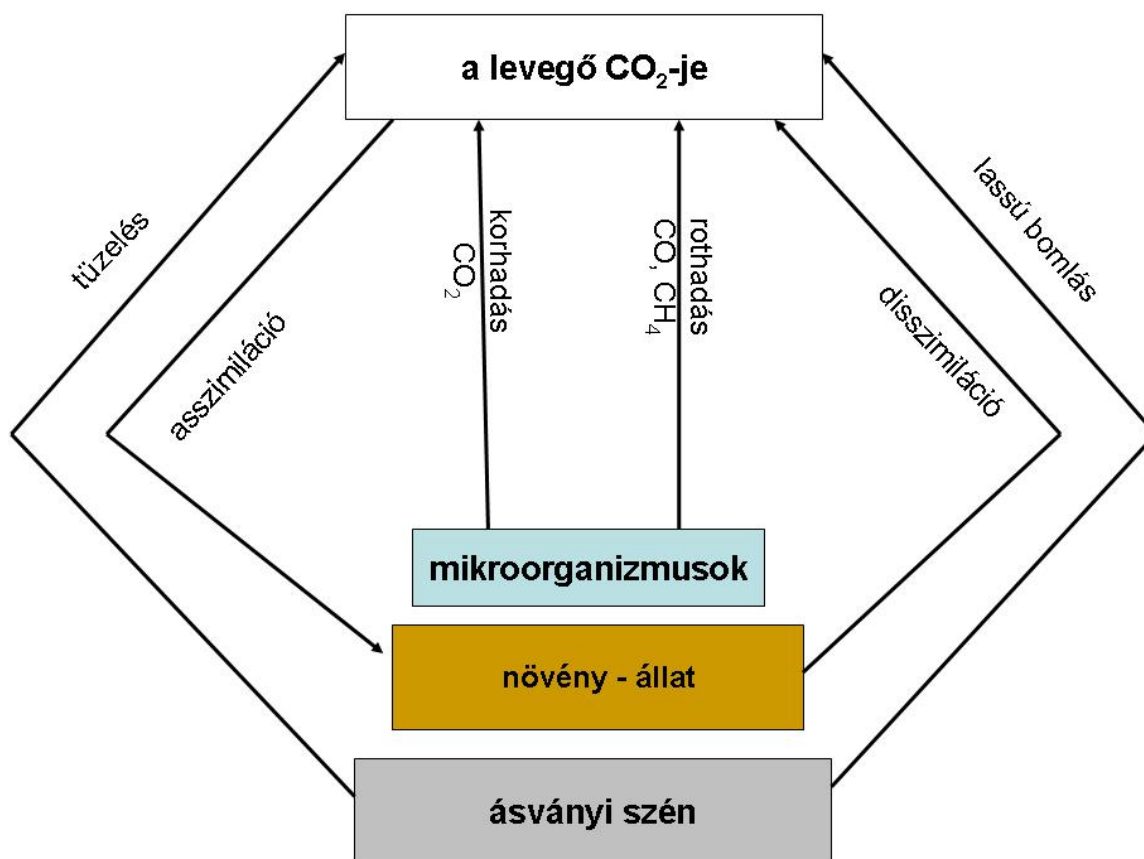 a levegő CO₂-je
tüzelés
asszimiláció
korhadás
CO₂
rothadás
CO, CH₄
disszimiláció
lassú bomlás
mikroorganizmusok
növény - állat
ásványi szén